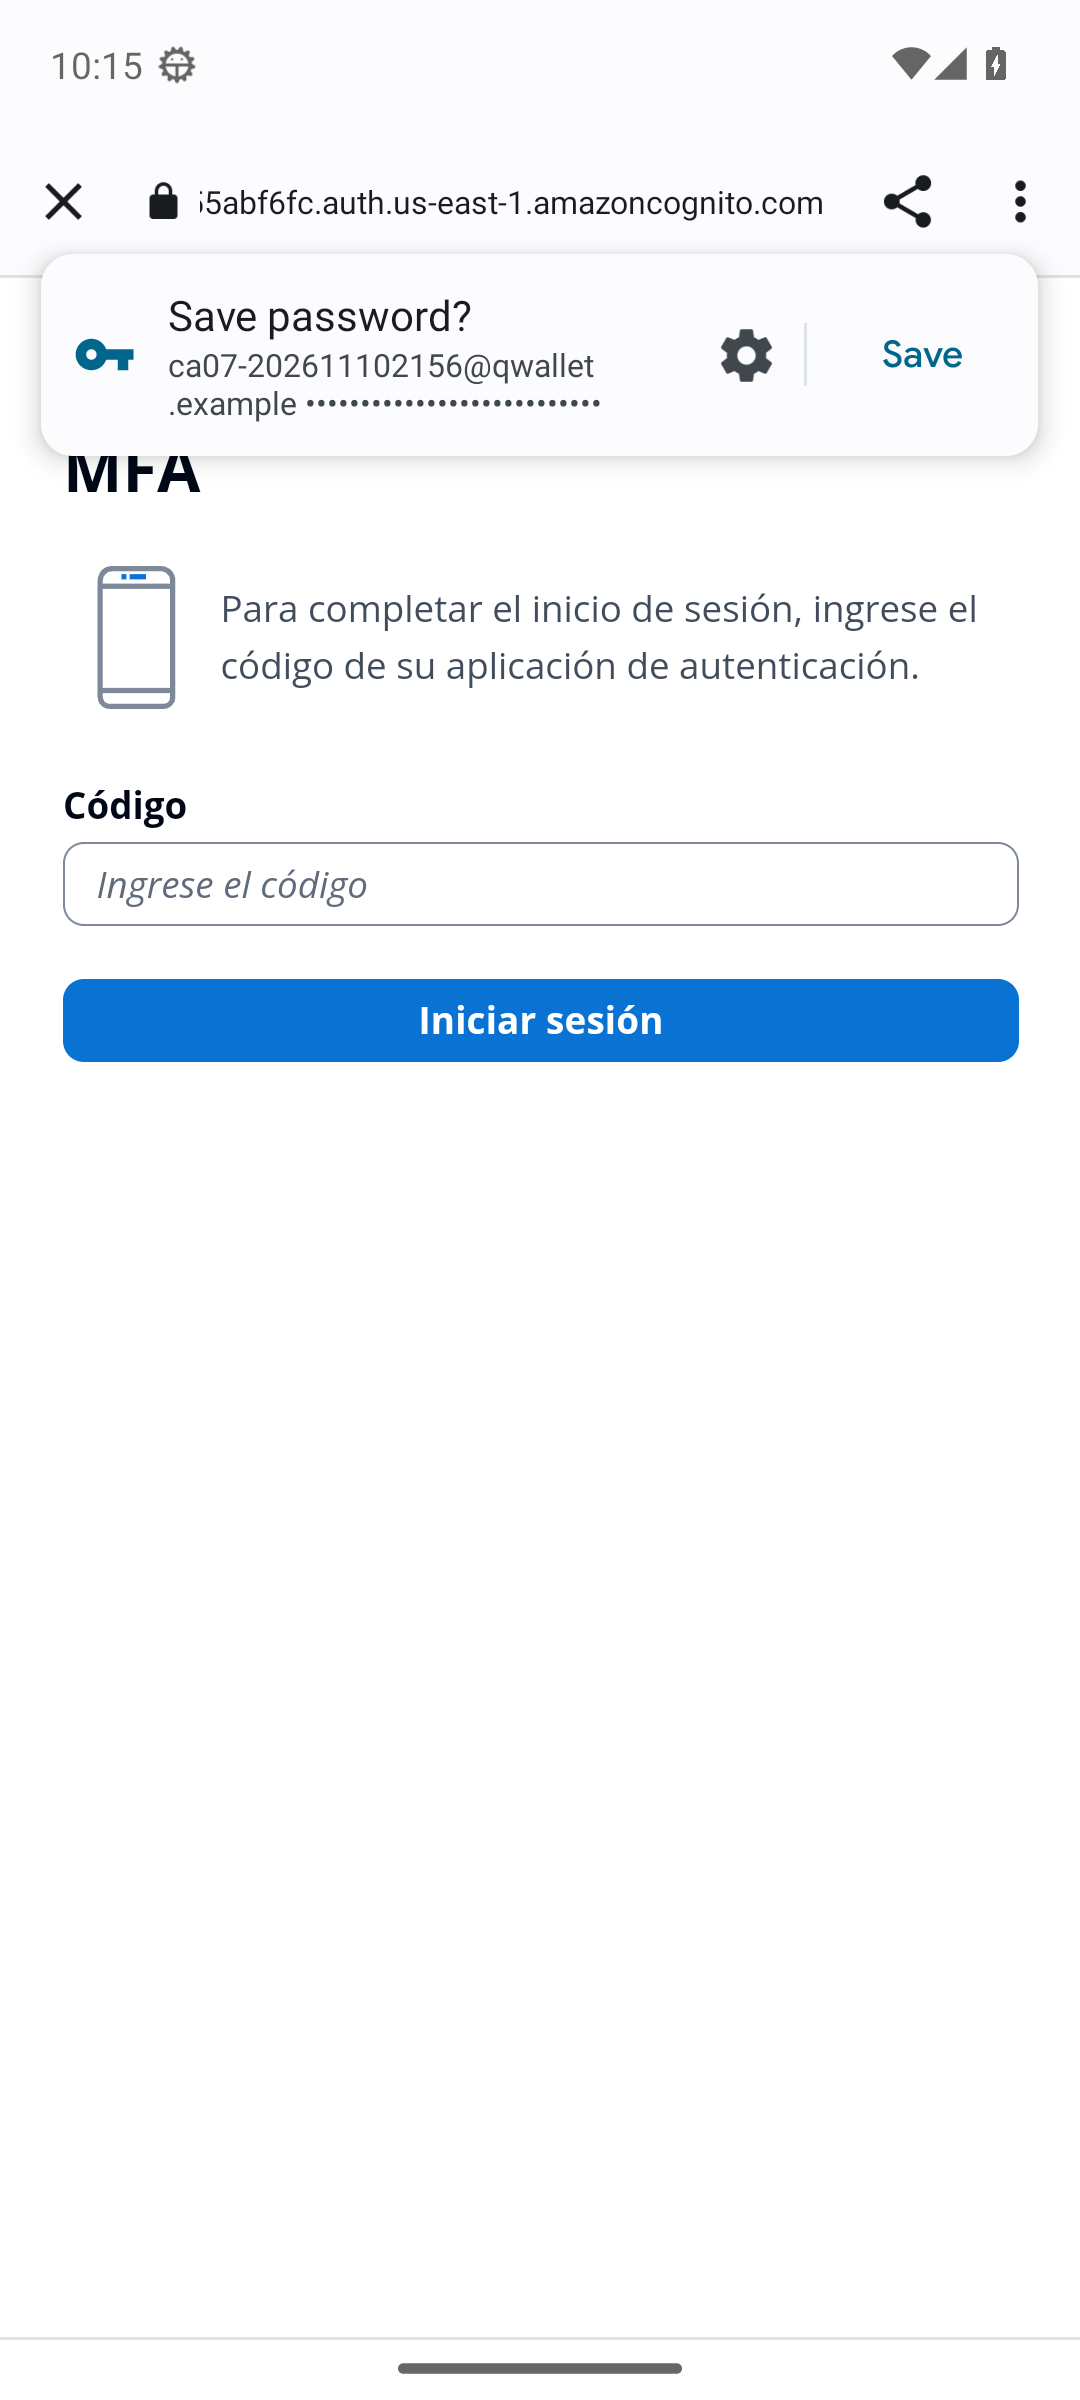 10:15
55abf6fc.auth.us-east-1.amazoncognito.com
Save password?
ca07-202611102156@qwallet
.example •••••••••••••••••••••••••••
Save
MFA
Para completar el inicio de sesión, ingrese el
código de su aplicación de autenticación.
Código
Ingrese el código
Iniciar sesión